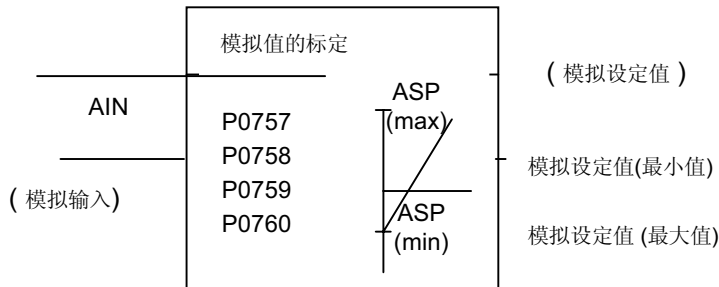 模拟值的标定
( 模拟设定值 )
AIN
ASP
(max)
P0757
P0758
P0759
P0760
( 模拟输入)
模拟设定值(最小值)
ASP
(min)
模拟设定值 (最大值)